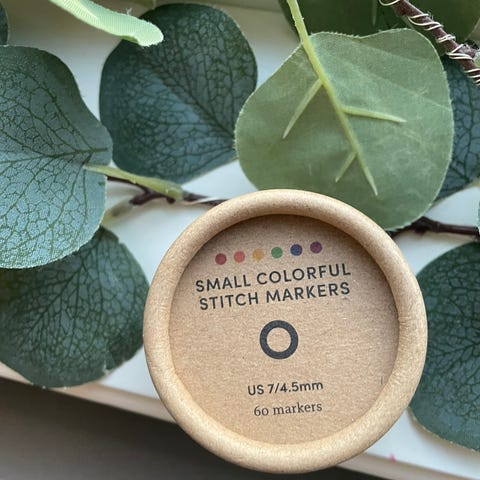 SMALL COLORFUL
STITCH MARKERS
US 7/4.5mm
60 markers